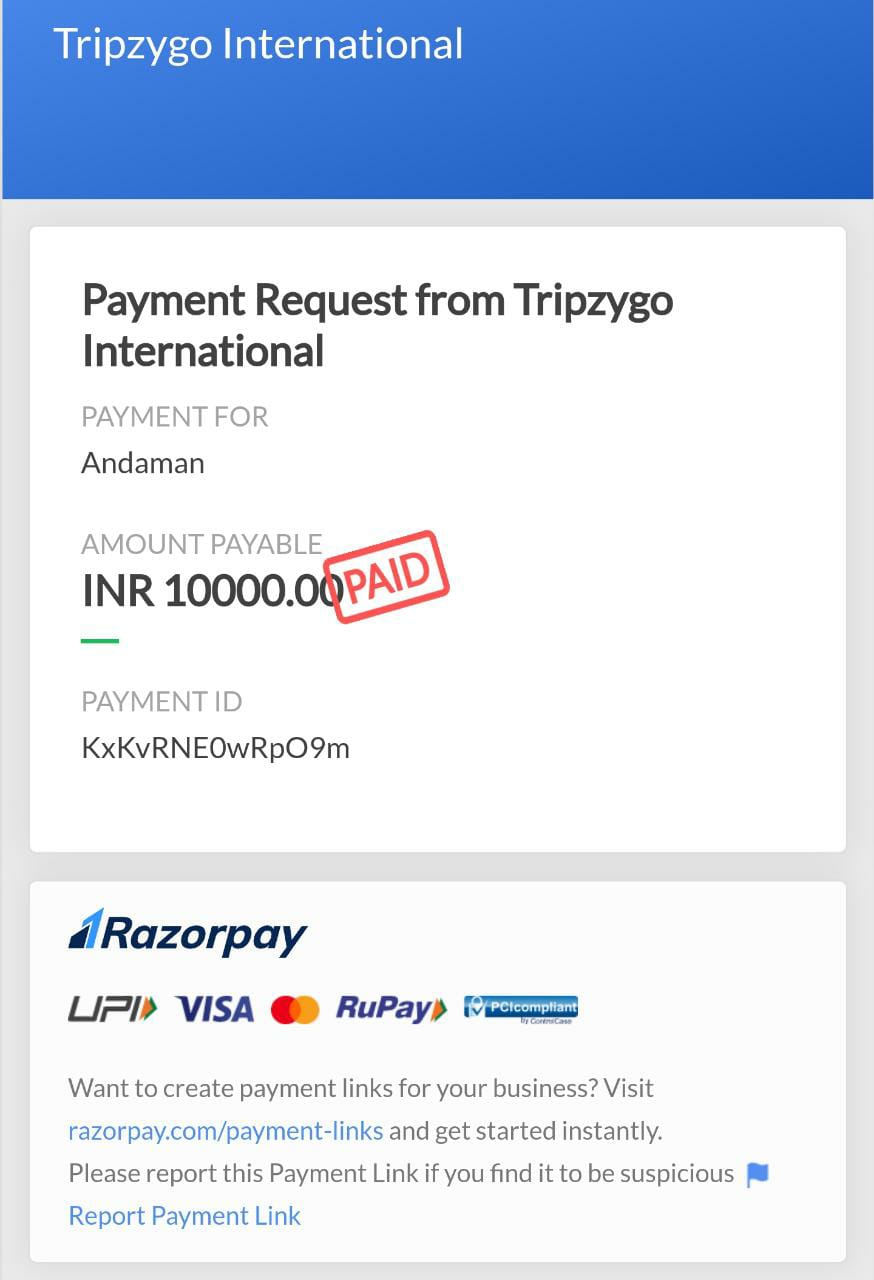 Tripzygo International
Payment Request from Tripzygo
International
PAYMENT FOR
Andaman
AMOUNT PAYABLE
INR 10000.00
PAID
PAYMENT ID
KxKvRNE0wRpO9m
Razorpay
UPI VISA RuPay PCIcompliant
by ControlCase
Want to create payment links for your business? Visit
razorpay.com/payment-links and get started instantly.
Please report this Payment Link if you find it to be suspicious
Report Payment Link